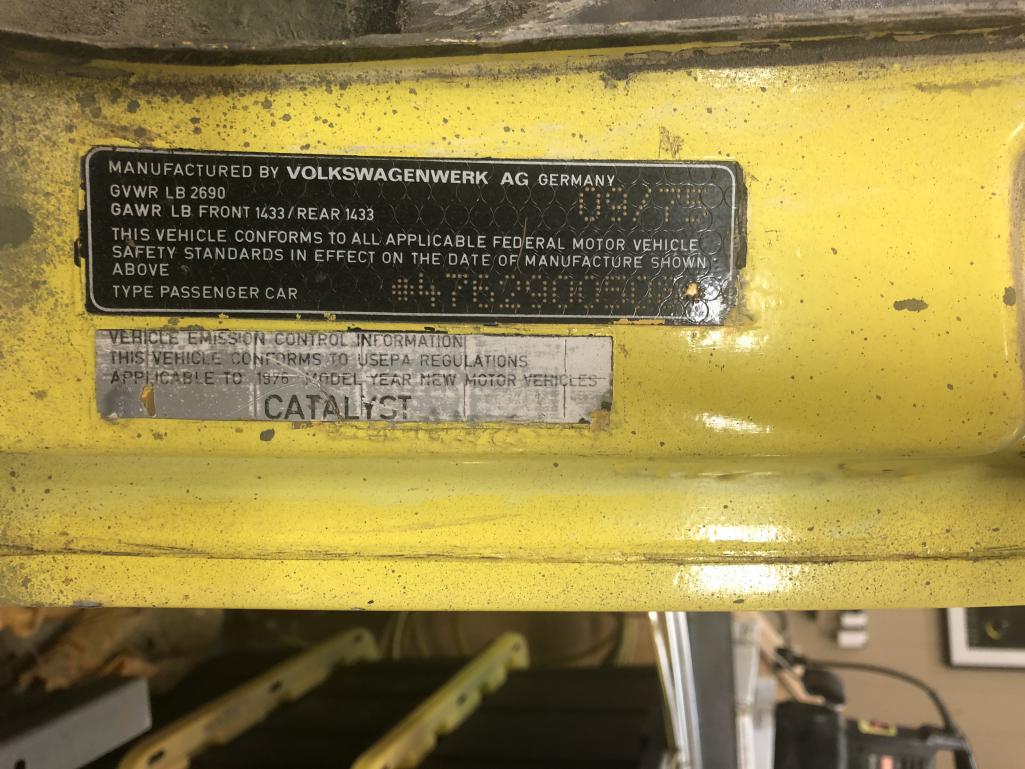 MANUFACTURED BY VOLKSWAGENWERK AG GERMANY
GVWR LB 2690
09/75
GAWR LB FRONT 1433/REAR 1433
THIS VEHICLE CONFORMS TO ALL APPLICABLE FEDERAL MOTOR VEHICLE
SAFETY STANDARDS IN EFFECT ON THE DATE OF MANUFACTURE SHOWN
ABOVE
TYPE PASSENGER CAR
VEHICLE EMISSION CONTROL INFORMATION
THIS VEHICLE CONFORMS TO USEPA REGULATIONS
APPLICABLE TO 1976 MODEL YEAR NEW MOTOR VEHICLES
CATALYST